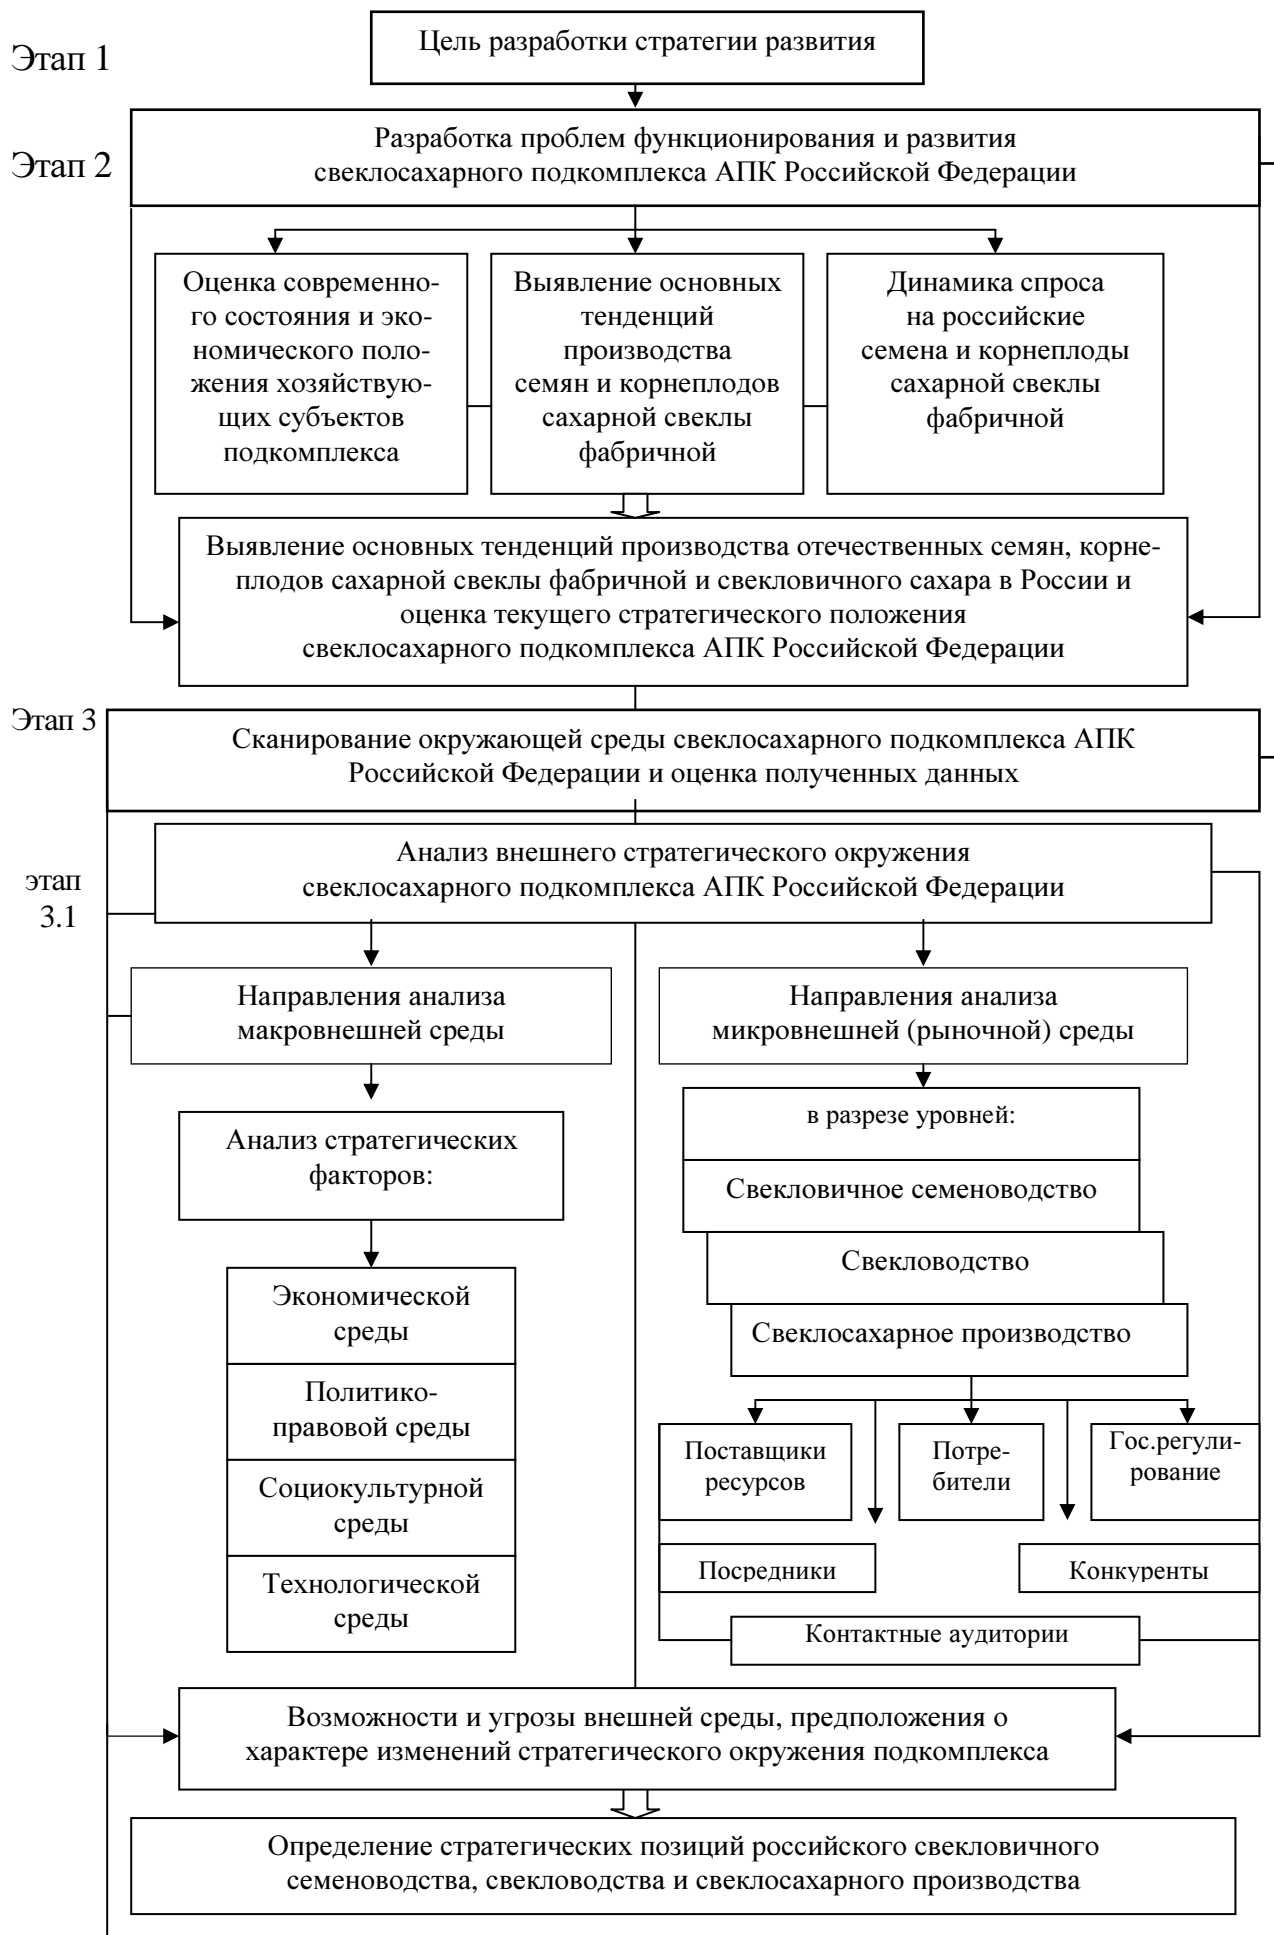 Этап 1
Цель разработки стратегии развития
Этап 2
Разработка проблем функционирования и развития
свеклосахарного подкомплекса АПК Российской Федерации
Оценка современно-
го состояния и эко-
номического поло-
жения хозяйствую-
щих субъектов
подкомплекса
Выявление основных
тенденций
производства
семян и корнеплодов
сахарной свеклы
фабричной
Динамика спроса
на российские
семена и корнеплоды
сахарной свеклы
фабричной
Выявление основных тенденций производства отечественных семян, корне-
плодов сахарной свеклы фабричной и свекловичного сахара в России и
оценка текущего стратегического положения
свеклосахарного подкомплекса АПК Российской Федерации
Этап 3
Сканирование окружающей среды свеклосахарного подкомплекса АПК
Российской Федерации и оценка полученных данных
этап
3.1
Анализ внешнего стратегического окружения
свеклосахарного подкомплекса АПК Российской Федерации
Направления анализа
макровнешней среды
Анализ стратегических
факторов:
Экономической
среды
Политико-
правовой среды
Социокультурной
среды
Технологической
среды
Направления анализа
микровнешней (рыночной) среды
в разрезе уровней:
Свекловичное семеноводство
Свекловодство
Свеклосахарное производство
Поставщики
ресурсов
Потре-
бители
Гос.регули-
рование
Посредники
Конкуренты
Контактные аудитории
Возможности и угрозы внешней среды, предположения о
характере изменений стратегического окружения подкомплекса
Определение стратегических позиций российского свекловичного
семеноводства, свекловодства и свеклосахарного производства